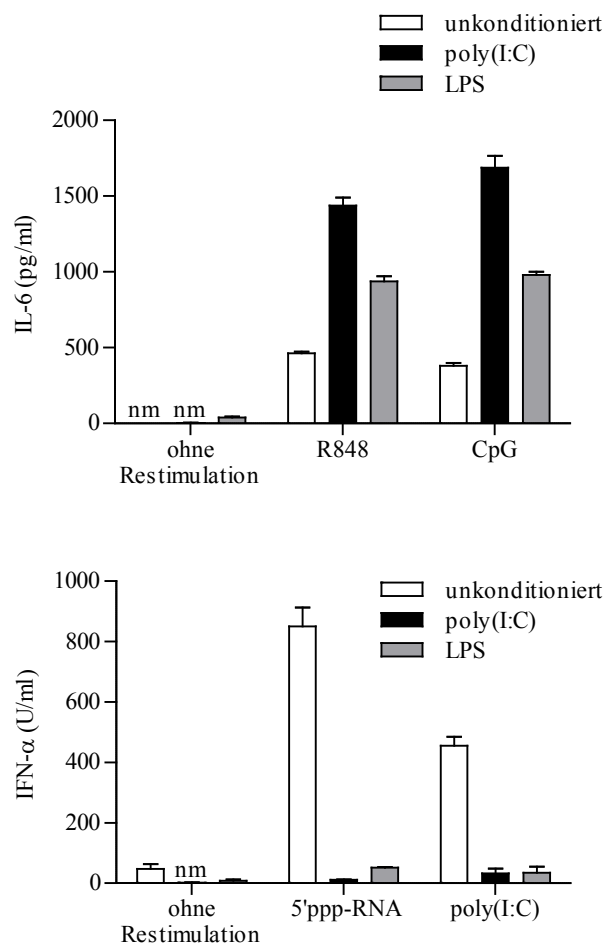 unkonditioniert
poly(I:C)
LPS
2000
1500
1000
500
0
IL-6 (pg/ml)
nm nm
ohne
Restimulation
R848
CpG
unkonditioniert
poly(I:C)
LPS
1000
800
600
400
200
0
IFN-α (U/ml)
nm
ohne
Restimulation
5'ppp-RNA
poly(I:C)